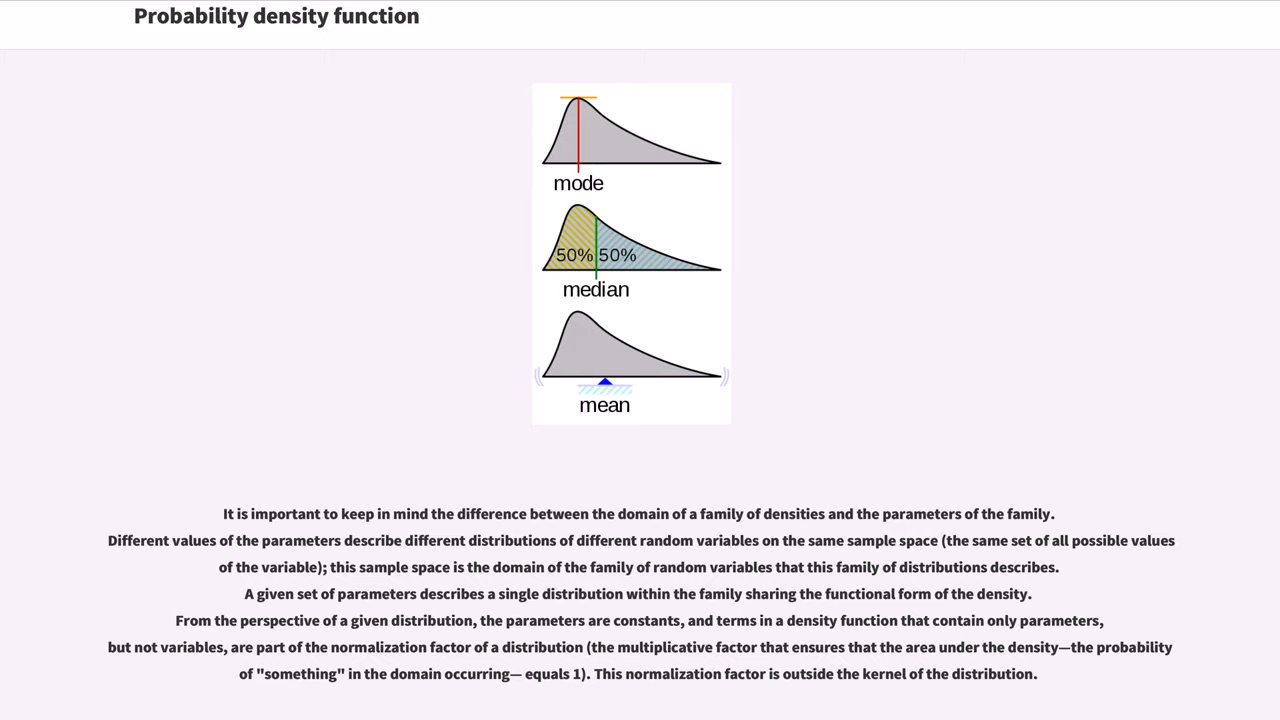 Probability density function
mode
50% 50%
median
mean
It is important to keep in mind the difference between the domain of a family of densities and the parameters of the family.
Different values of the parameters describe different distributions of different random variables on the same sample space (the same set of all possible values
of the variable); this sample space is the domain of the family of random variables that this family of distributions describes.
A given set of parameters describes a single distribution within the family sharing the functional form of the density.
From the perspective of a given distribution, the parameters are constants, and terms in a density function that contain only parameters,
but not variables, are part of the normalization factor of a distribution (the multiplicative factor that ensures that the area under the density—the probability
of "something" in the domain occurring— equals 1). This normalization factor is outside the kernel of the distribution.